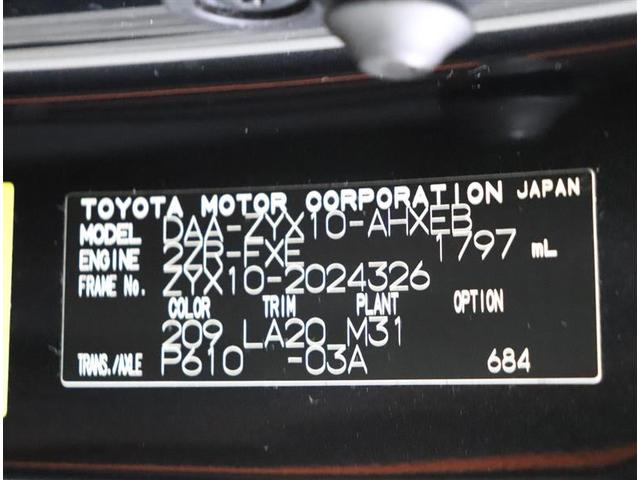 TOYOTA MOTOR CORPORATION JAPAN
MODEL DAA-ZYX10-AHXEB
ENGINE 2ZR-FXE 1797 mL
FRAME No. ZYX10-2024326
COLOR TRIM PLANT OPTION
209 LA20 M31
TRANS./AXLE P610 -03A 684